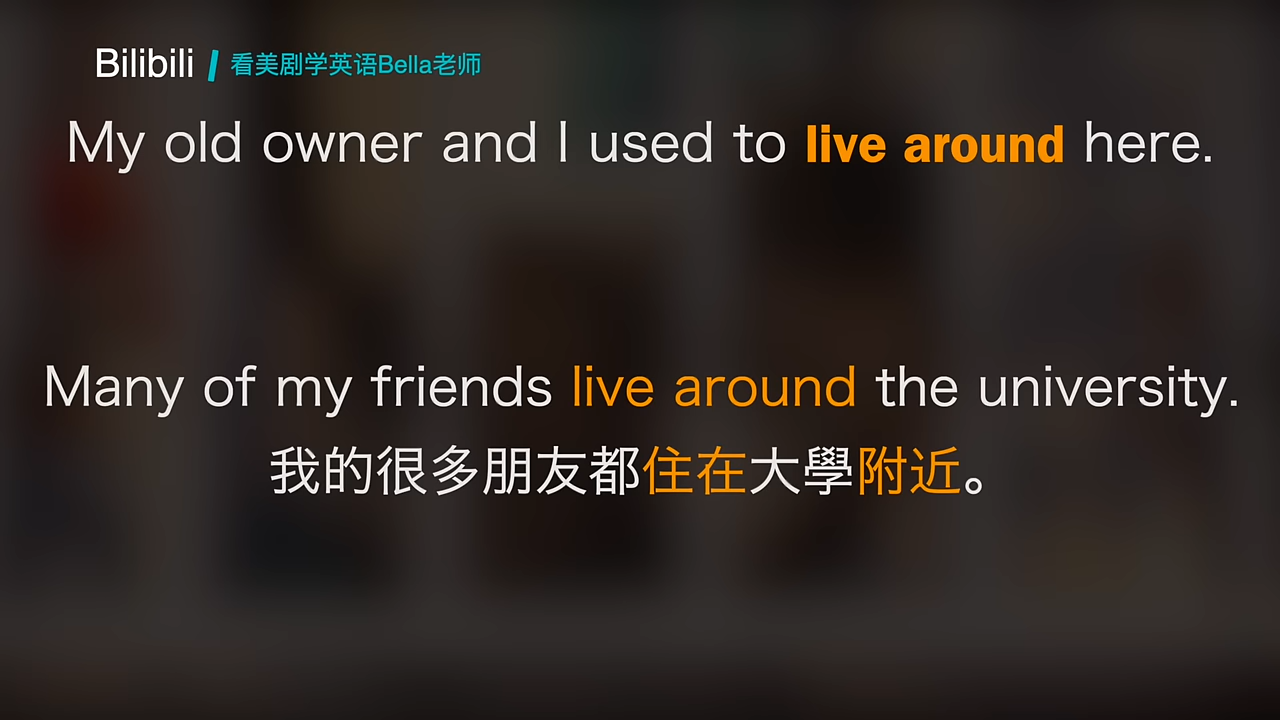 Bilibili / 看美剧学英语Bella老师
My old owner and I used to live around here.
Many of my friends live around the university.
我的很多朋友都住在大學附近。